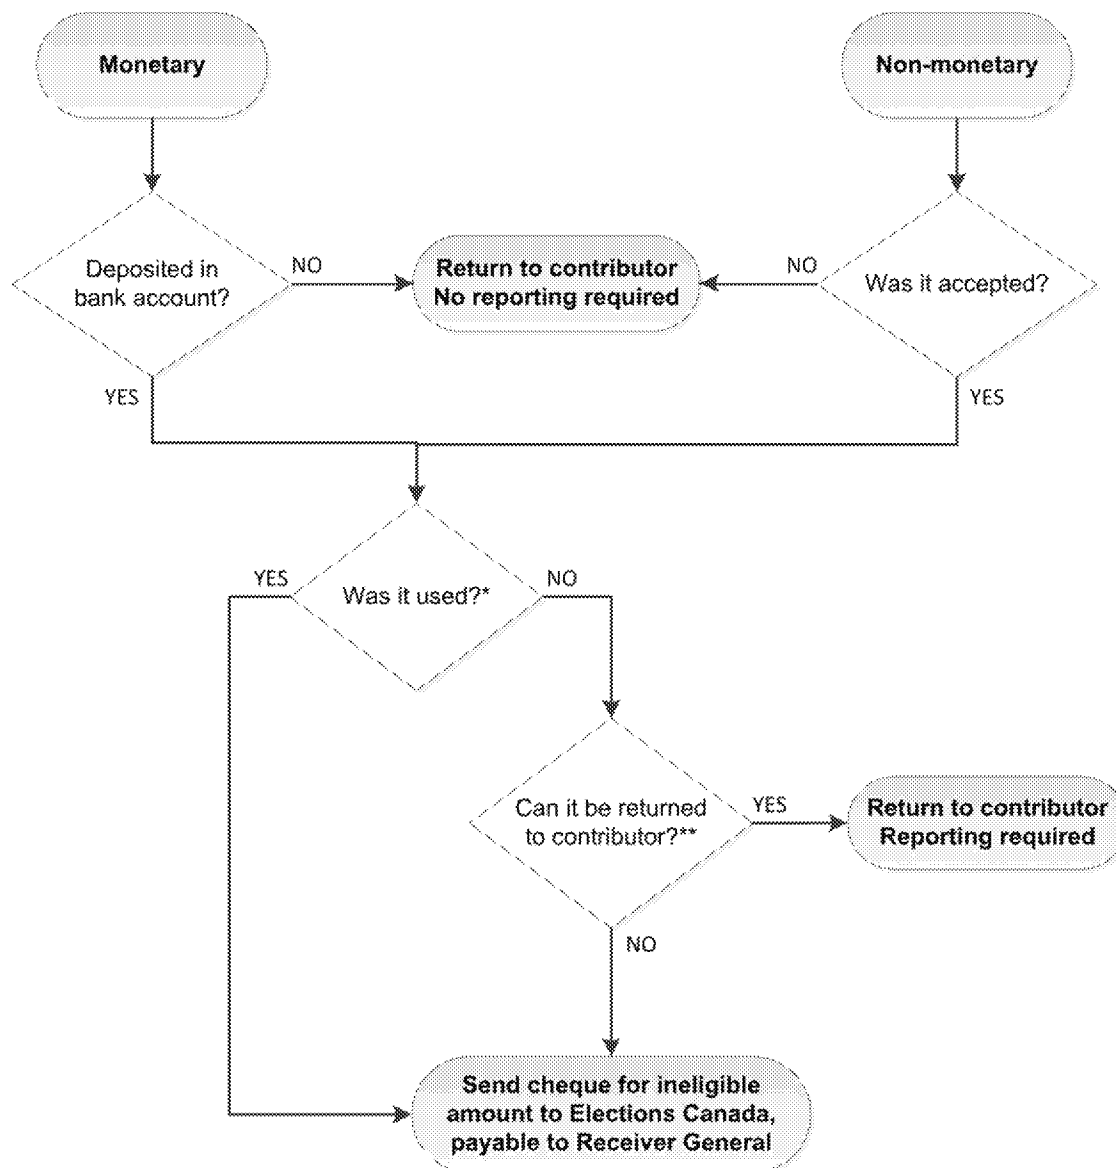 Monetary
Non-monetary
Deposited in
bank account?
NO
Return to contributor
No reporting required
NO
Was it accepted?
YES
YES
YES
Was it used?*
NO
Can it be returned
to contributor?**
YES
Return to contributor
Reporting required
NO
Send cheque for ineligible
amount to Elections Canada,
payable to Receiver General